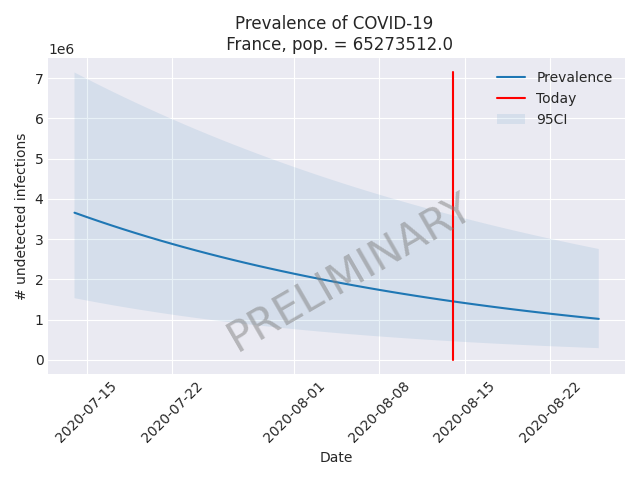 Prevalence of COVID-19
France, pop. = 65273512.0
1e6
7
6
5
4
3
2
1
0
# undetected infections
Prevalence
Today
95CI
PRELIMINARY
2020-07-15
2020-07-22
2020-08-01
2020-08-08
2020-08-15
2020-08-22
Date